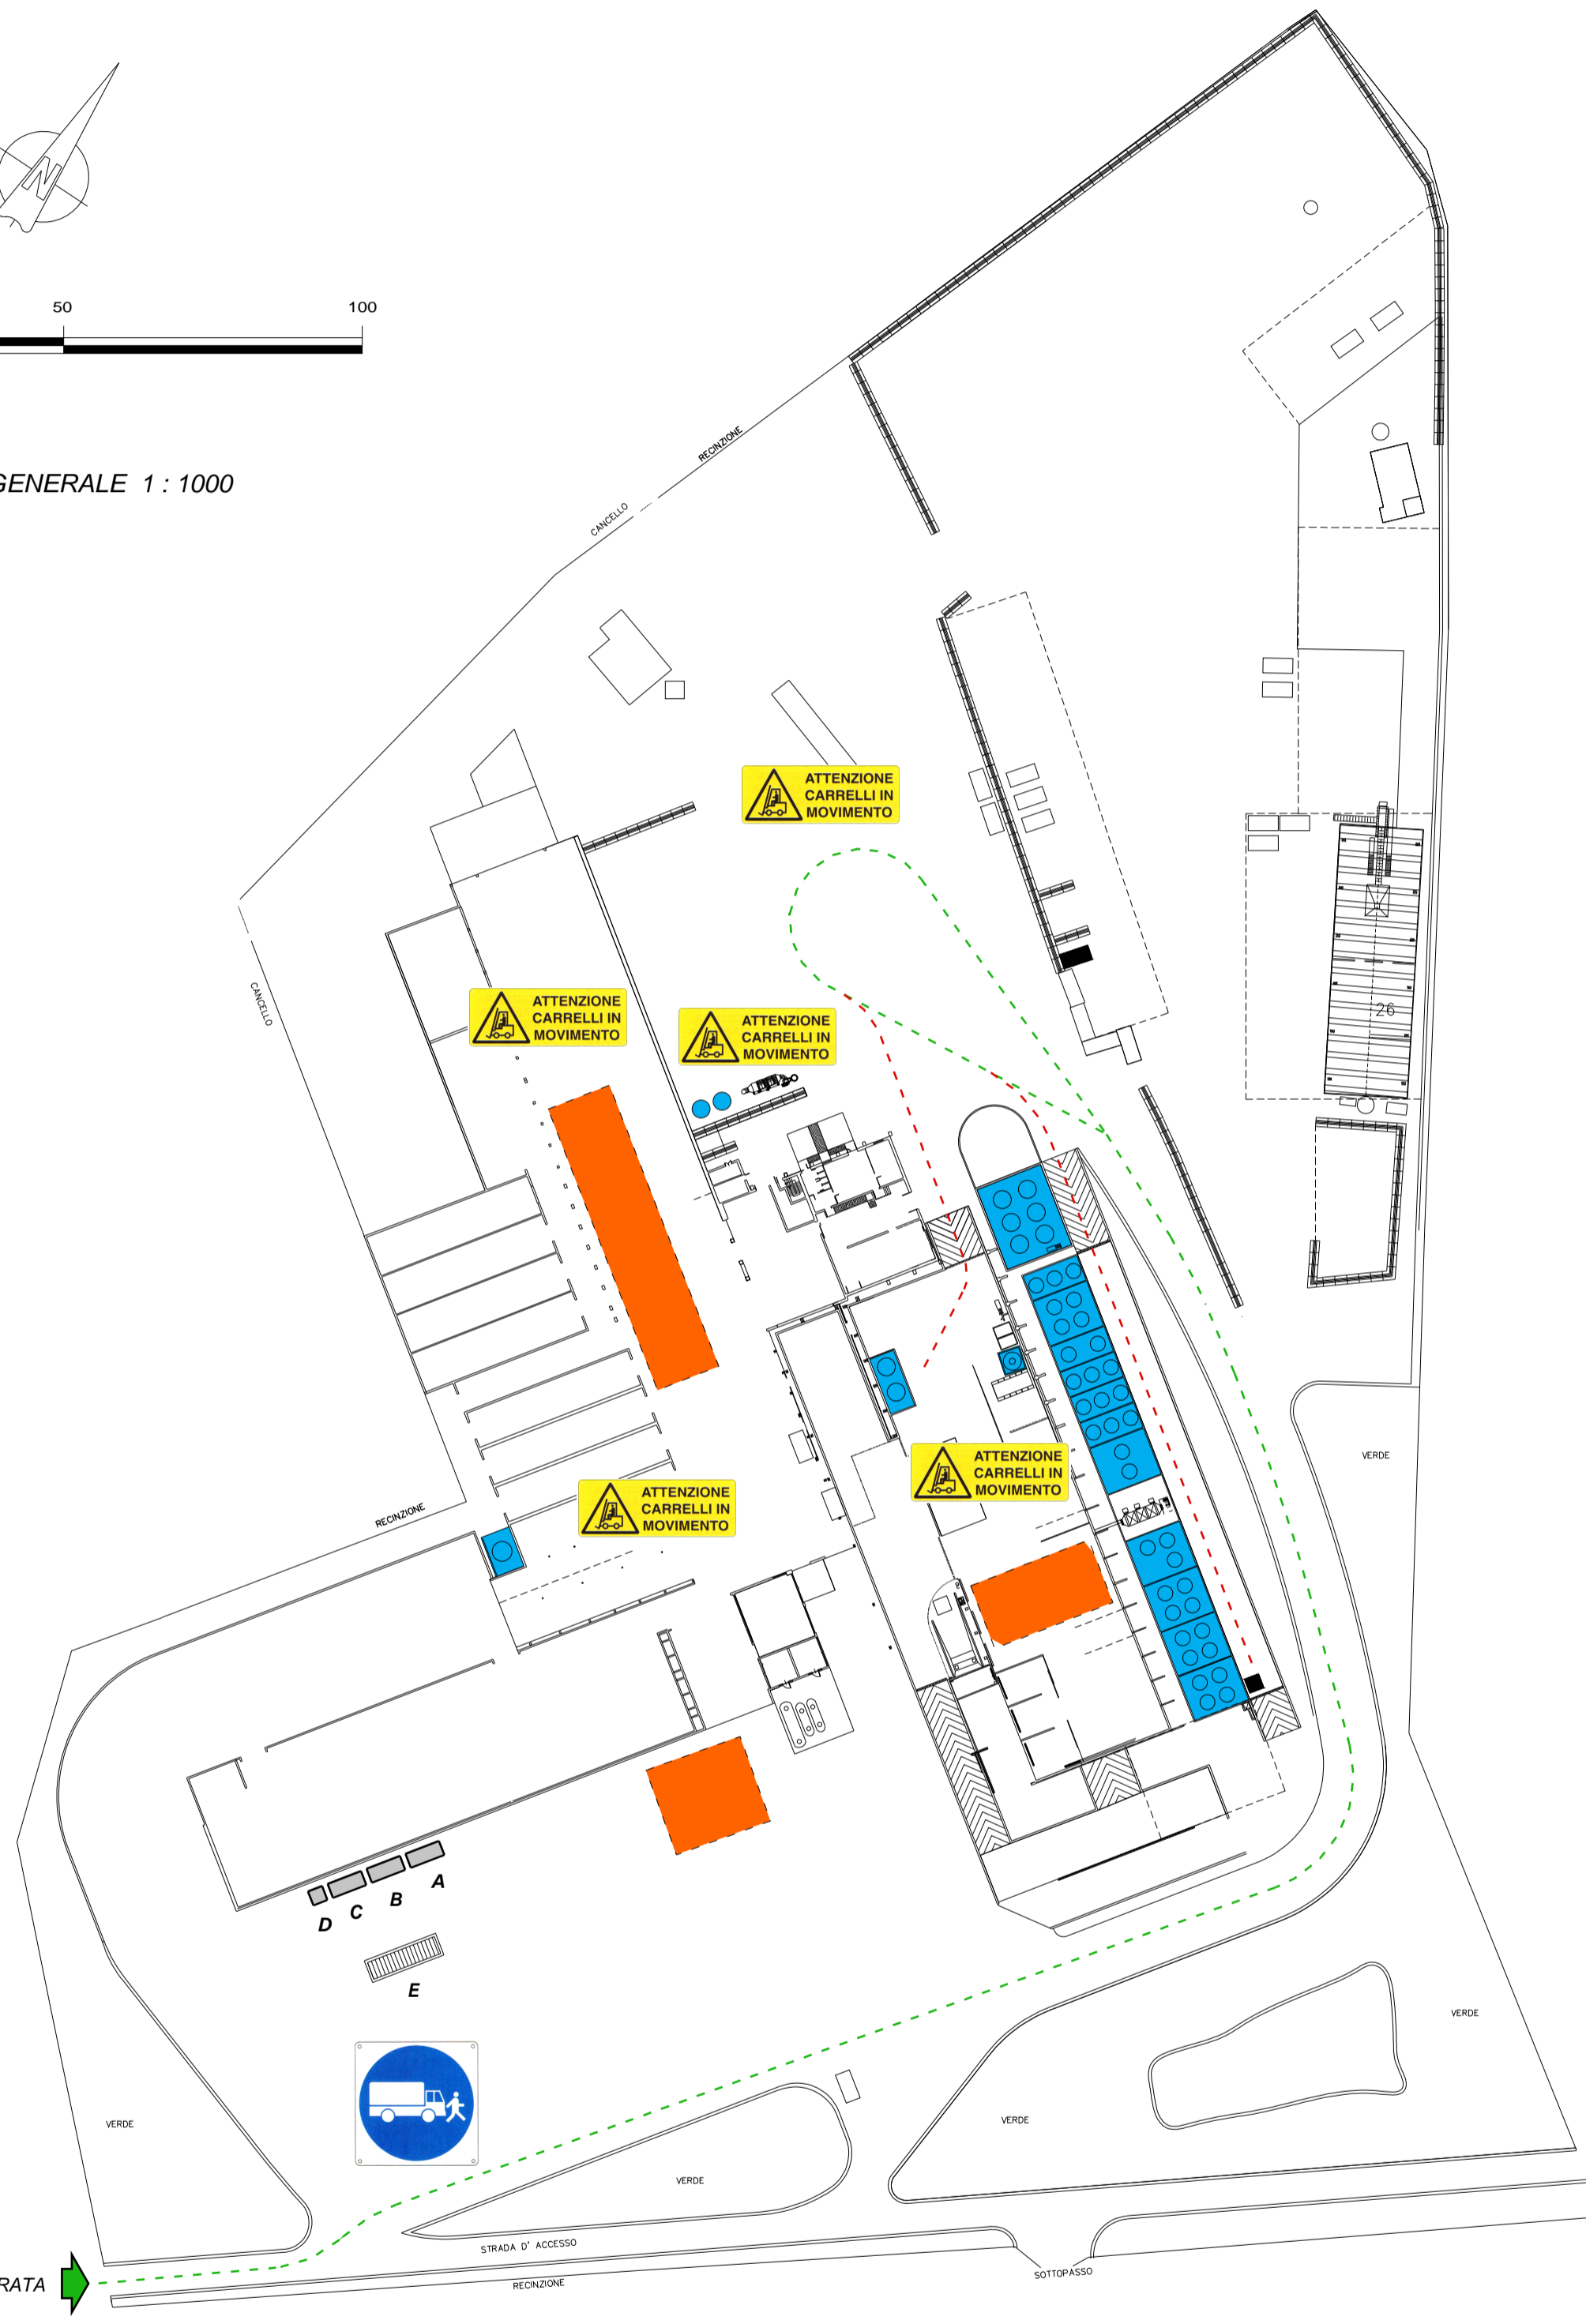 N
50 100
GENERALE 1 : 1000
RECINZIONE
CANCELLO
ATTENZIONE
CARRELLI IN
MOVIMENTO
CANCELLO
ATTENZIONE
CARRELLI IN
MOVIMENTO
ATTENZIONE
CARRELLI IN
MOVIMENTO
26
VERDE
ATTENZIONE
CARRELLI IN
MOVIMENTO
ATTENZIONE
CARRELLI IN
MOVIMENTO
RECINZIONE
A
B
C
D
E
VERDE
VERDE
VERDE
VERDE
STRADA D' ACCESSO
SOTTOPASSO
RATA
RECINZIONE